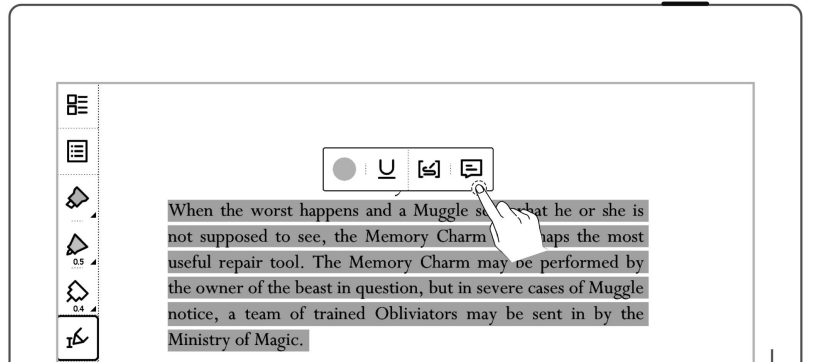 When the worst happens and a Muggle what he or she is
not supposed to see, the Memory Charm the most
useful repair tool. The Memory Charm may be performed by
the owner of the beast in question, but in severe cases of Muggle
notice, a team of trained Obliviators may be sent in by the
Ministry of Magic.
0.5
0.4